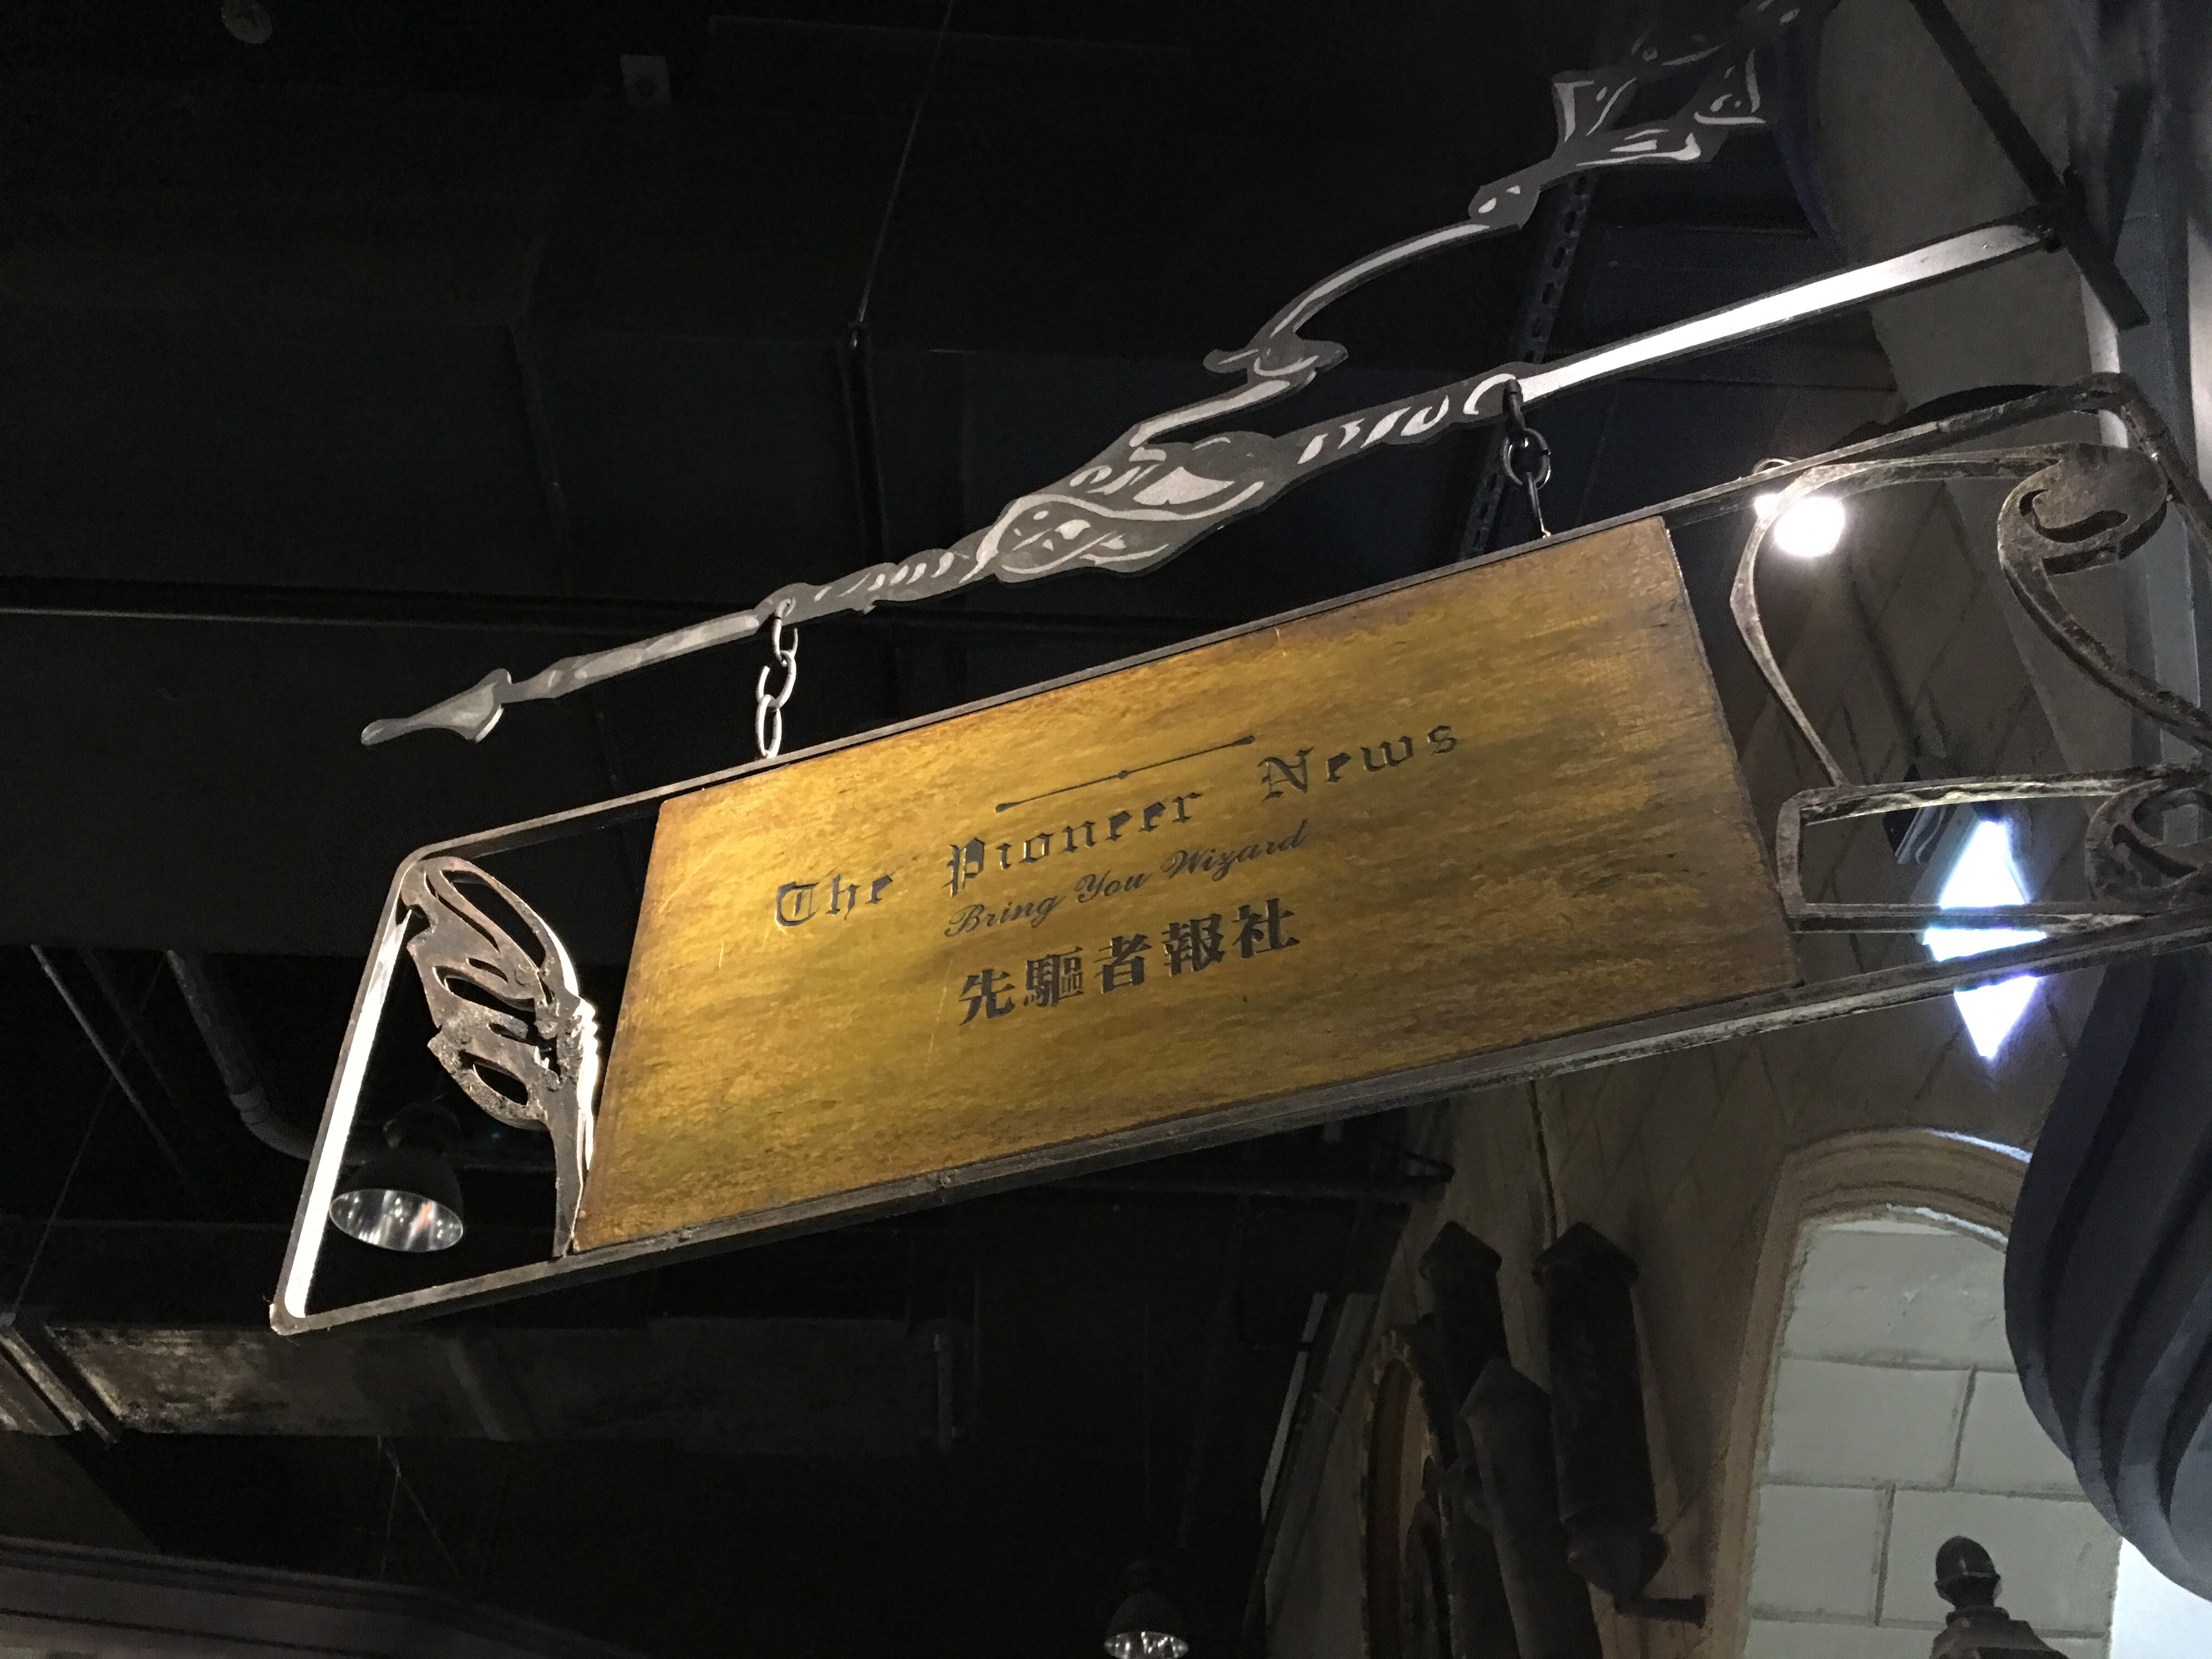 The Pioneer News
Bring You Wizard
先驅者報社